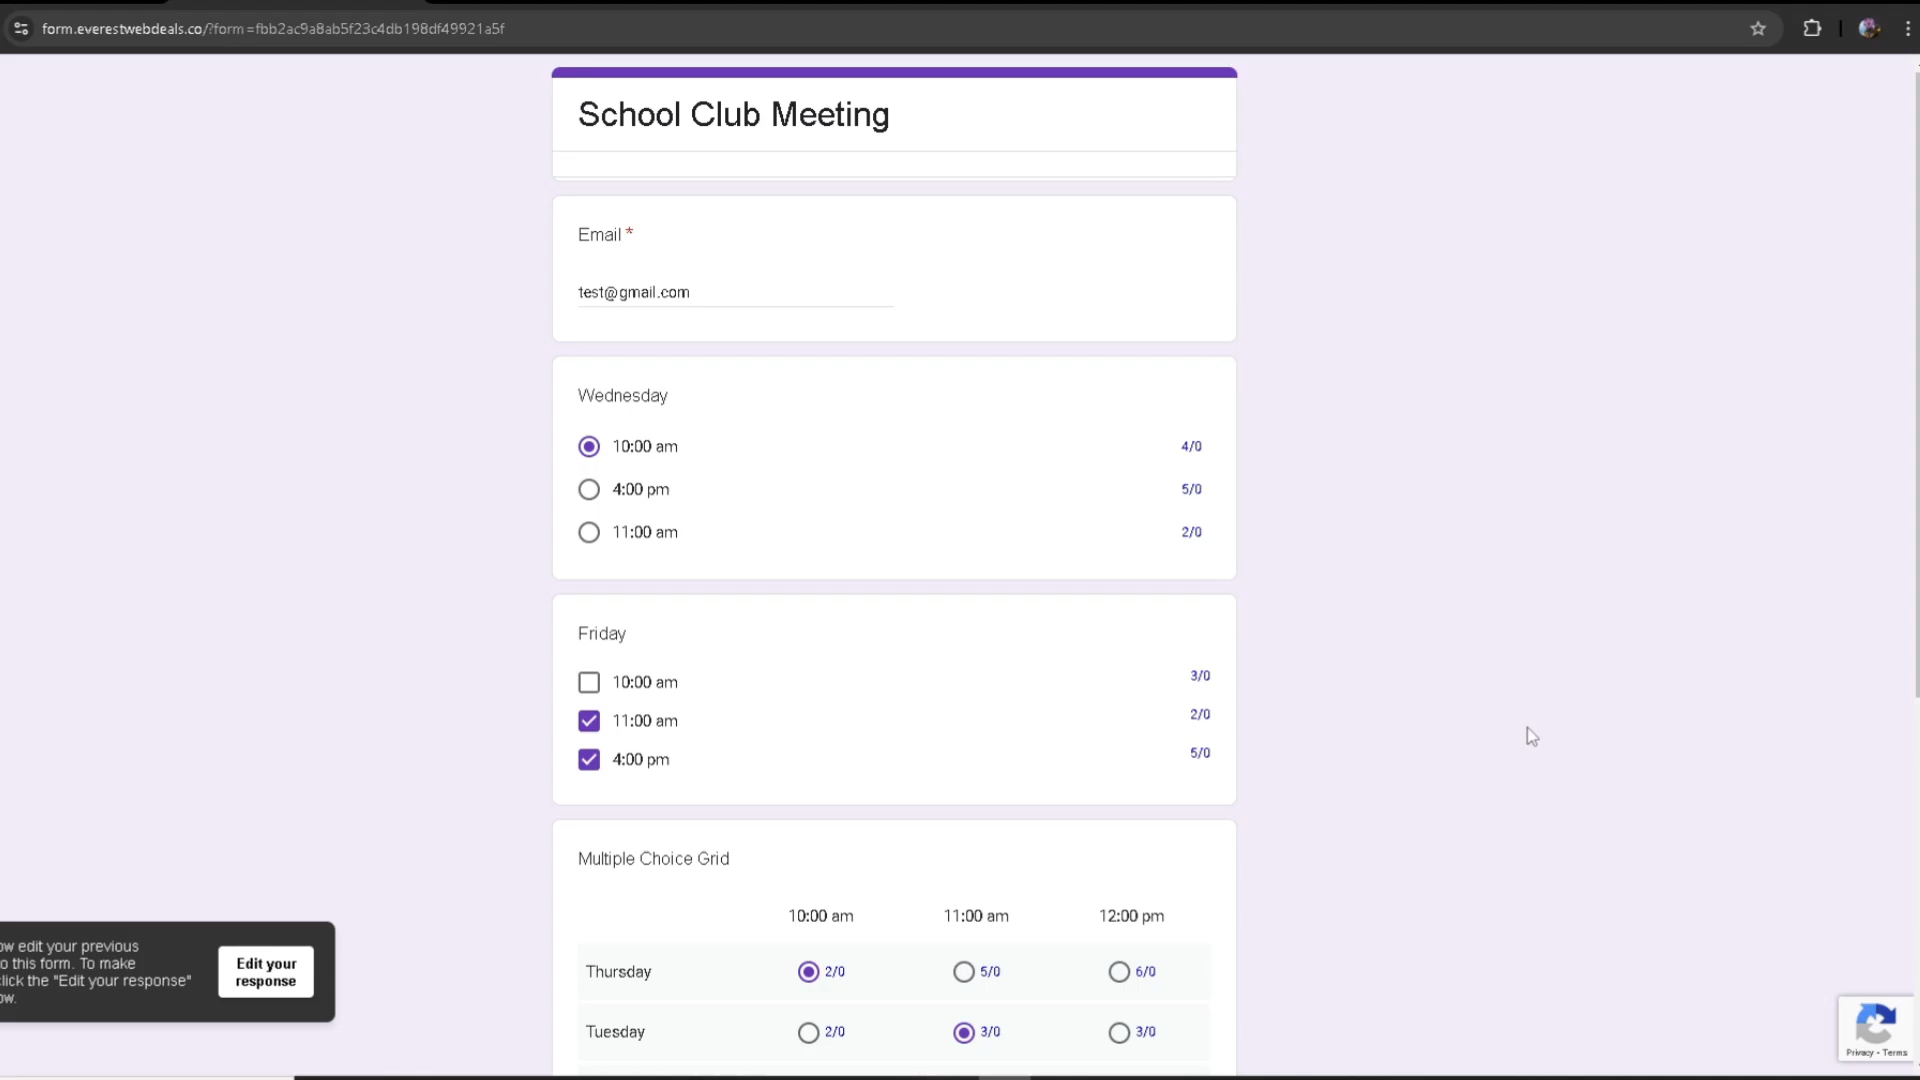 form.everestwebdeals.co/?form=fbb2ac9a8ab5f23c4db198df49921a5f
School Club Meeting
Email *
test@gmail.com
Wednesday
10:00 am 4/0
4:00 pm 5/0
11:00 am 2/0
Friday
10:00 am 3/0
11:00 am 2/0
4:00 pm 5/0
Multiple Choice Grid
10:00 am 11:00 am 12:00 pm
Thursday 2/0 5/0 6/0
Tuesday 2/0 3/0 3/0
edit your previous
this form. To make
click the "Edit your response"
Edit your
response
Privacy - Terms